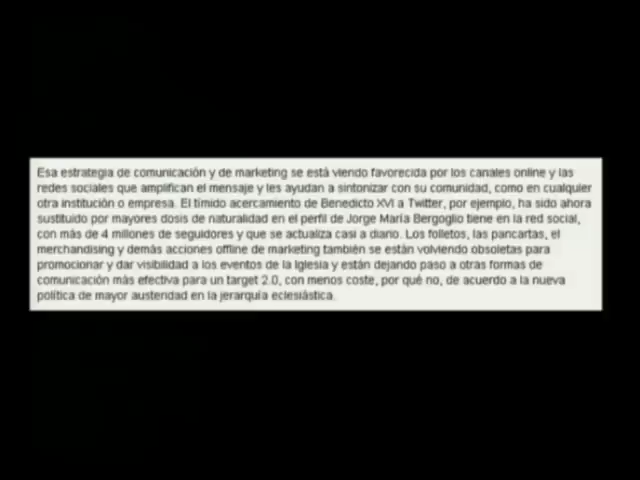 Esa estrategia de comunicación y de marketing se está viendo favorecida por los canales online y las
redes sociales que amplifican el mensaje y les ayudan a sintonizar con su comunidad, como en cualquier
otra institución o empresa. El tímido acercamiento de Benedicto XVI a Twitter, por ejemplo, ha sido ahora
sustituido por mayores dosis de naturalidad en el perfil de Jorge María Bergoglio tiene en la red social,
con más de 4 millones de seguidores y que se actualiza casi a diario. Los folletos, las pancartas, el
merchandising y demás acciones offline de marketing también se están volviendo obsoletas para
promocionar y dar visibilidad a los eventos de la Iglesia y están dejando paso a otras formas de
comunicación más efectiva para un target 2.0, con menos coste, por qué no, de acuerdo a la nueva
política de mayor austeridad en la jerarquía eclesiástica.